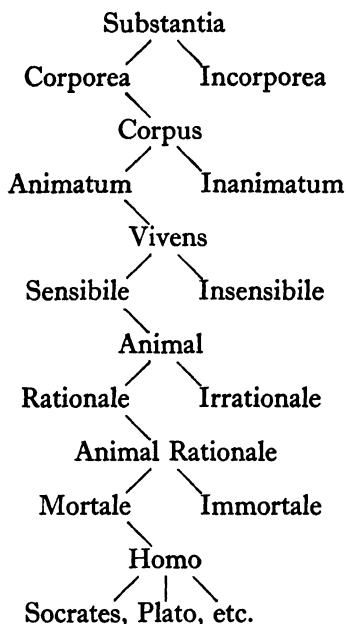 Substantia
Corporea Incorporea
Corpus
Animatum Inanimatum
Vivens
Sensibile Insensibile
Animal
Rationale Irrationale
Animal Rationale
Mortale Immortale
Homo
Socrates, Plato, etc.